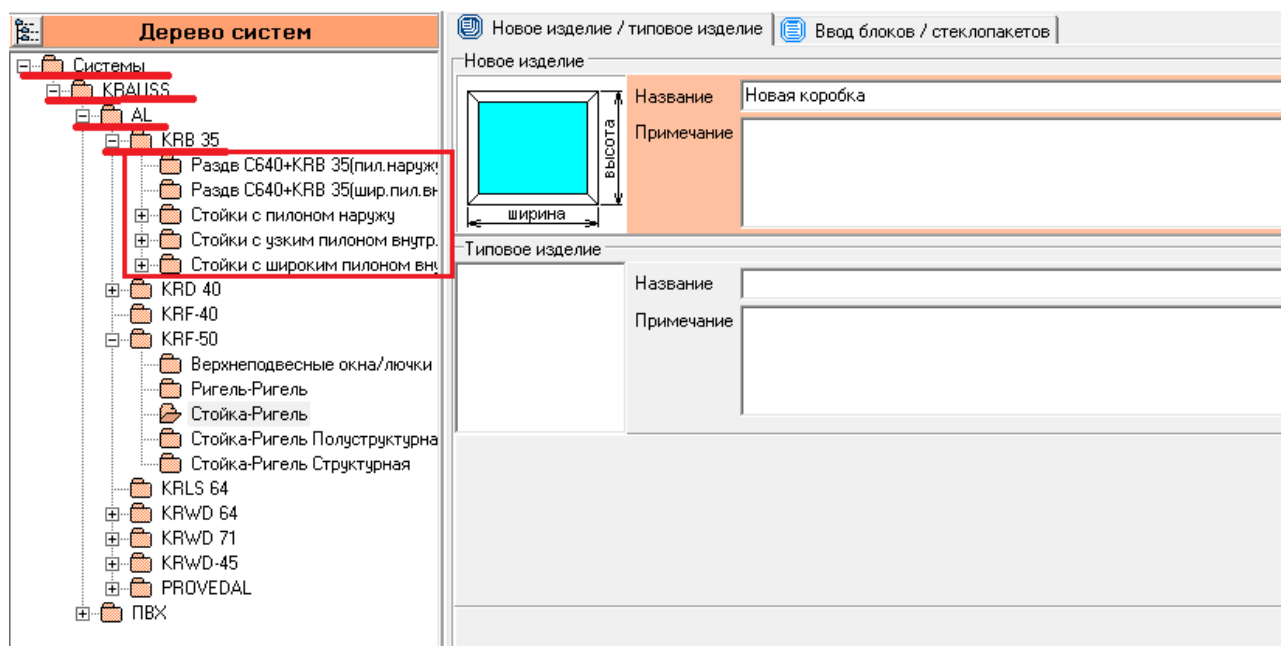 Дерево систем
Системы
KRAUSS
AL
KRB 35
Раздв C640+KRB 35(пил.наружу
Раздв C640+KRB 35(шир.пил.вн
Стойки с пилоном наружу
Стойки с узким пилоном внутр.
Стойки с широким пилоном вну
KRD 40
KRF-40
KRF-50
Верхнеподвесные окна/лючки
Ригель-Ригель
Стойка-Ригель
Стойка-Ригель Полуструктурна
Стойка-Ригель Структурная
KRLS 64
KRWD 64
KRWD 71
KRWD-45
PROVEDAL
ПВХ
Новое изделие / типовое изделие
Ввод блоков / стеклопакетов
Новое изделие
высота
ширина
Название
Новая коробка
Примечание
Типовое изделие
Название
Примечание